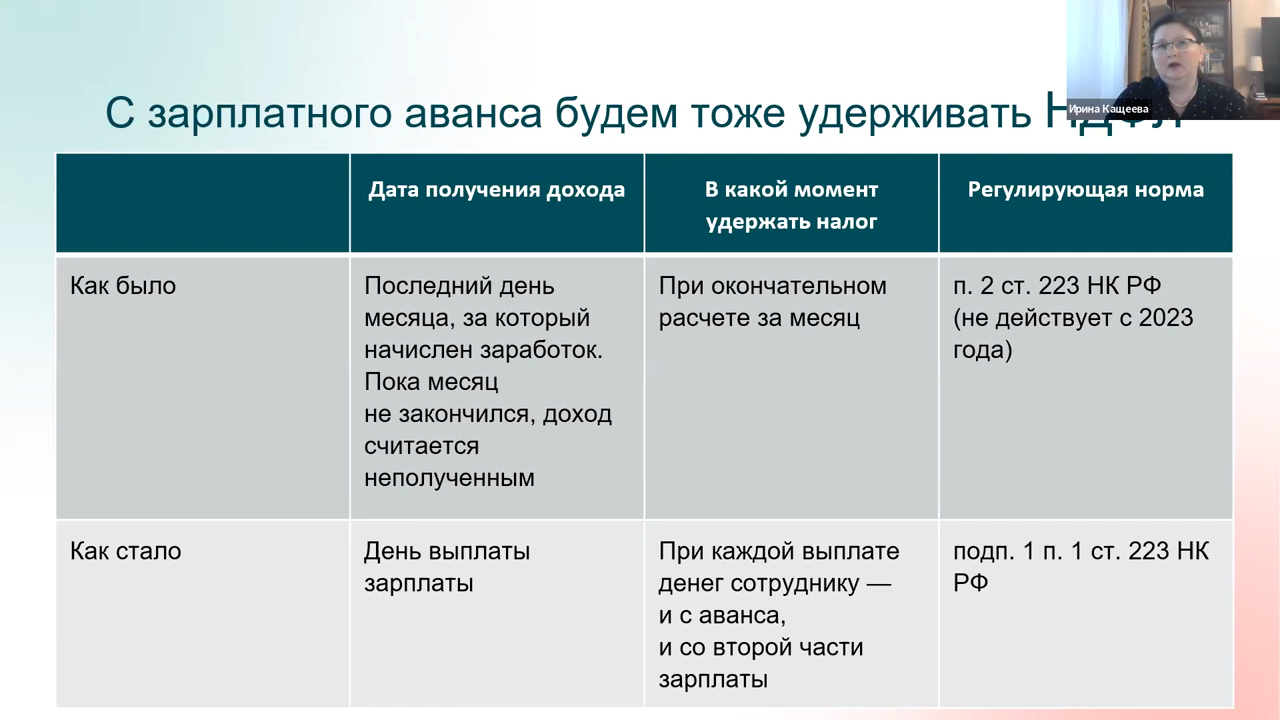 С зарплатного аванса будем тоже удерживать НДФЛ
Ирина Кащеева
Дата получения дохода
В какой момент
удержать налог
Регулирующая норма
Как было
Последний день
месяца, за который
начислен заработок.
Пока месяц
не закончился, доход
считается
неполученным
При окончательном
расчете за месяц
п. 2 ст. 223 НК РФ
(не действует с 2023
года)
Как стало
День выплаты
зарплаты
При каждой выплате
денег сотруднику —
и с аванса,
и со второй части
зарплаты
подп. 1 п. 1 ст. 223 НК
РФ